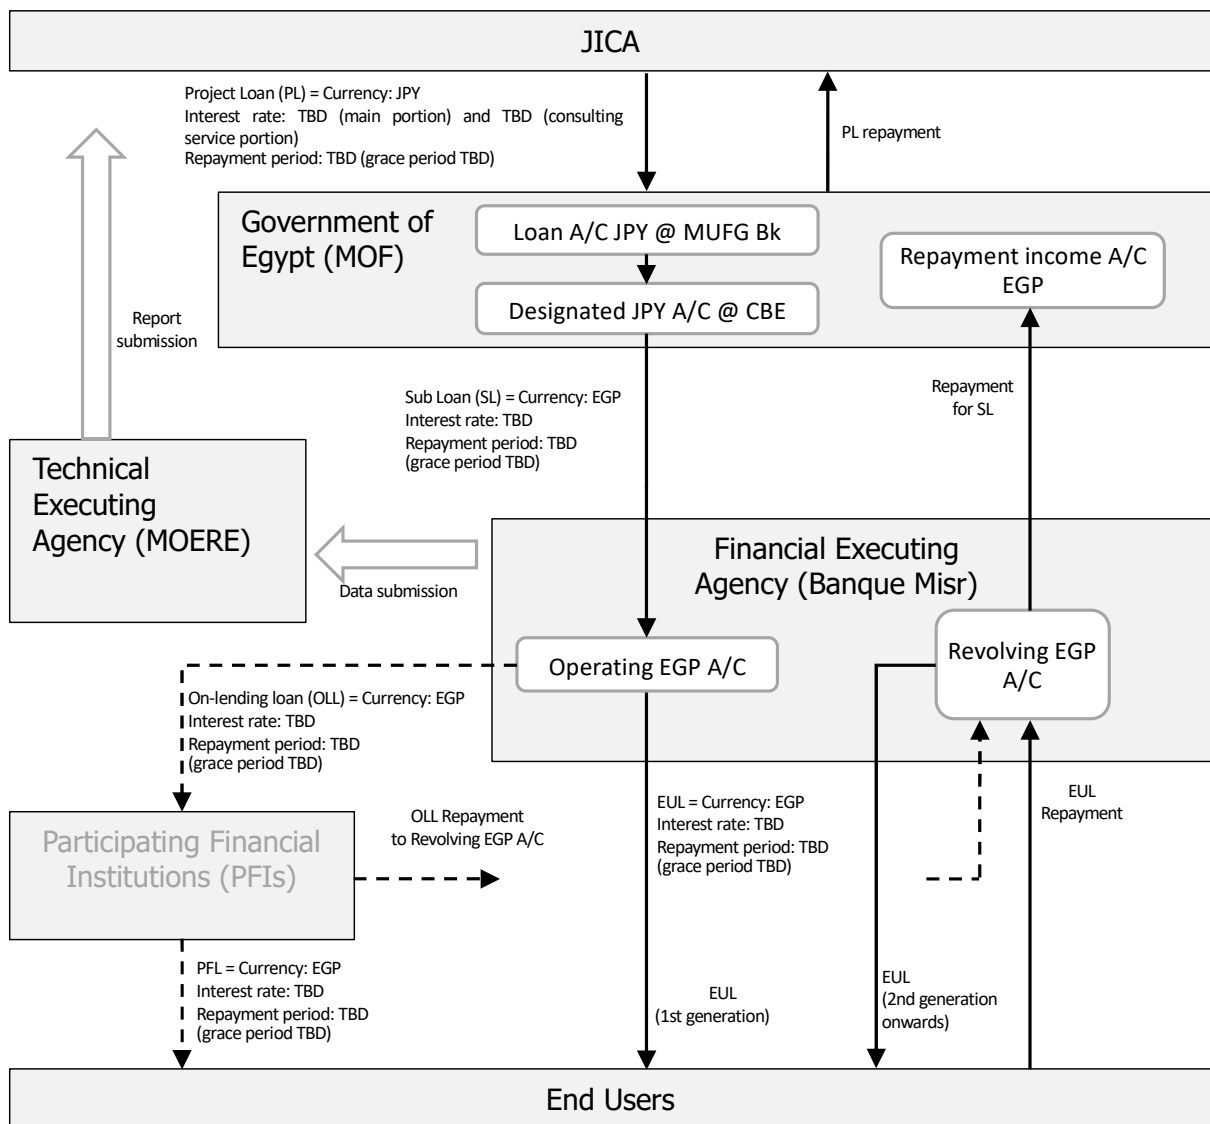 JICA
Project Loan (PL) = Currency: JPY
Interest rate: TBD (main portion) and TBD (consulting
service portion)
Repayment period: TBD (grace period TBD)
PL repayment
Government of
Egypt (MOF)
Loan A/C JPY @ MUFG Bk
Designated JPY A/C @ CBE
Repayment income A/C
EGP
Report
submission
Sub Loan (SL) = Currency: EGP
Interest rate: TBD
Repayment period: TBD
(grace period TBD)
Repayment
for SL
Technical
Executing
Agency (MOERE)
Data submission
Financial Executing
Agency (Banque Misr)
Operating EGP A/C
Revolving EGP
A/C
On-lending loan (OLL) = Currency: EGP
Interest rate: TBD
Repayment period: TBD
(grace period TBD)
Participating Financial
Institutions (PFIs)
OLL Repayment
to Revolving EGP A/C
EUL = Currency: EGP
Interest rate: TBD
Repayment period: TBD
(grace period TBD)
EUL
Repayment
PFL = Currency: EGP
Interest rate: TBD
Repayment period: TBD
(grace period TBD)
EUL
(1st generation)
EUL
(2nd generation
onwards)
End Users